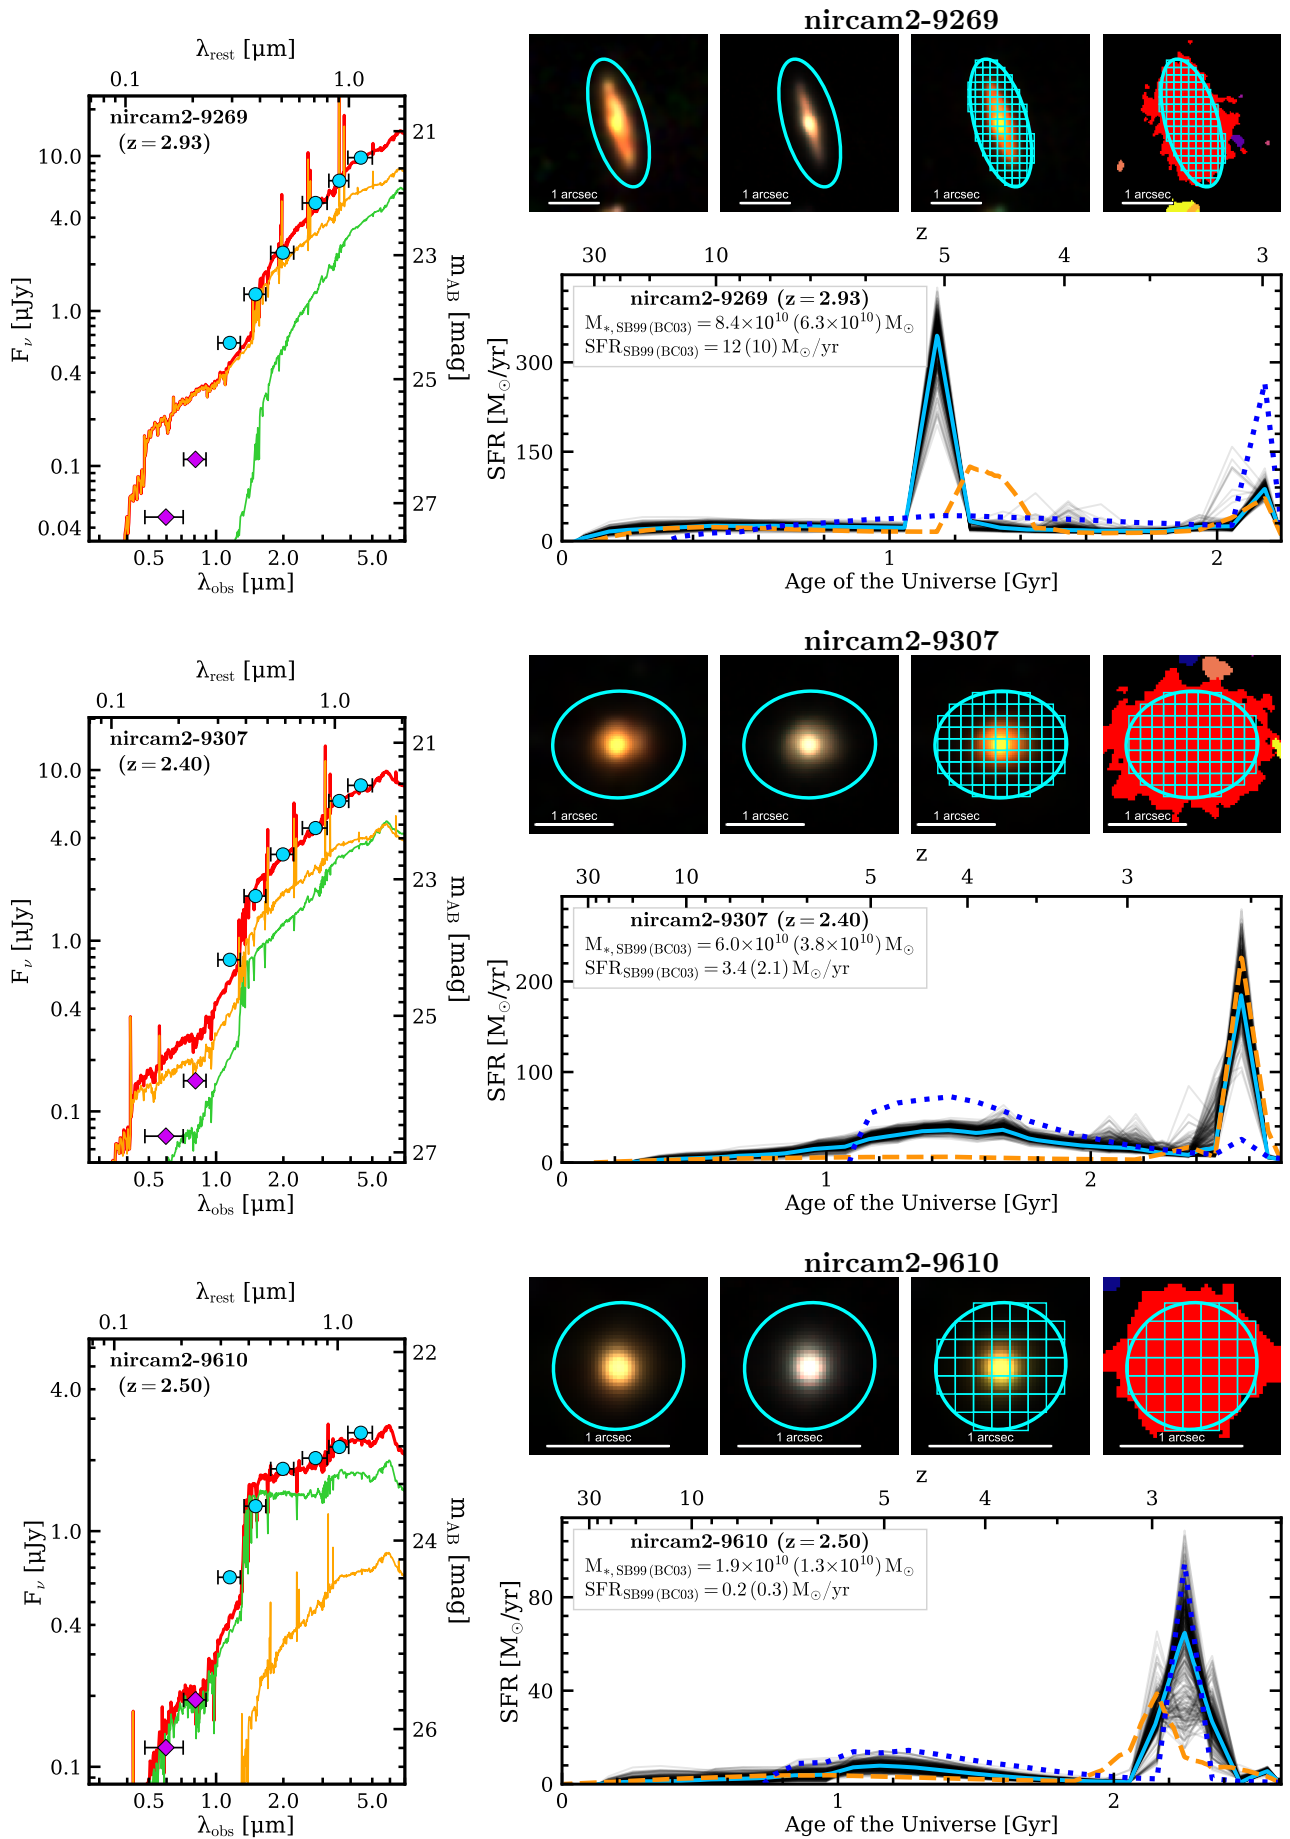 nircam2-9269
λrest [µm]
0.1 1.0
nircam2-9269
(z = 2.93)
10.0
4.0
1.0
0.4
0.1
0.04
Fν [µJy]
21
23
25
27
mAB [mag]
0.5 1.0 2.0 5.0
λobs [µm]
1 arcsec
1 arcsec
1 arcsec
1 arcsec
z
30 10 5 4 3
nircam2-9269 (z = 2.93)
M*, SB99 (BC03) = 8.4×10^10 (6.3×10^10) M⊙
SFRSB99 (BC03) = 12 (10) M⊙/yr
SFR [M⊙/yr]
300
150
0
0 1 2
Age of the Universe [Gyr]
nircam2-9307
λrest [µm]
0.1 1.0
nircam2-9307
(z = 2.40)
10.0
4.0
1.0
0.4
0.1
Fν [µJy]
21
23
25
27
mAB [mag]
0.5 1.0 2.0 5.0
λobs [µm]
1 arcsec
1 arcsec
1 arcsec
1 arcsec
z
30 10 5 4 3
nircam2-9307 (z = 2.40)
M*, SB99 (BC03) = 6.0×10^10 (3.8×10^10) M⊙
SFRSB99 (BC03) = 3.4 (2.1) M⊙/yr
SFR [M⊙/yr]
200
100
0
0 1 2
Age of the Universe [Gyr]
nircam2-9610
λrest [µm]
0.1 1.0
nircam2-9610
(z = 2.50)
4.0
1.0
0.4
0.1
Fν [µJy]
22
24
26
mAB [mag]
0.5 1.0 2.0 5.0
λobs [µm]
1 arcsec
1 arcsec
1 arcsec
1 arcsec
z
30 10 5 4 3
nircam2-9610 (z = 2.50)
M*, SB99 (BC03) = 1.9×10^10 (1.3×10^10) M⊙
SFRSB99 (BC03) = 0.2 (0.3) M⊙/yr
SFR [M⊙/yr]
80
40
0
0 1 2
Age of the Universe [Gyr]